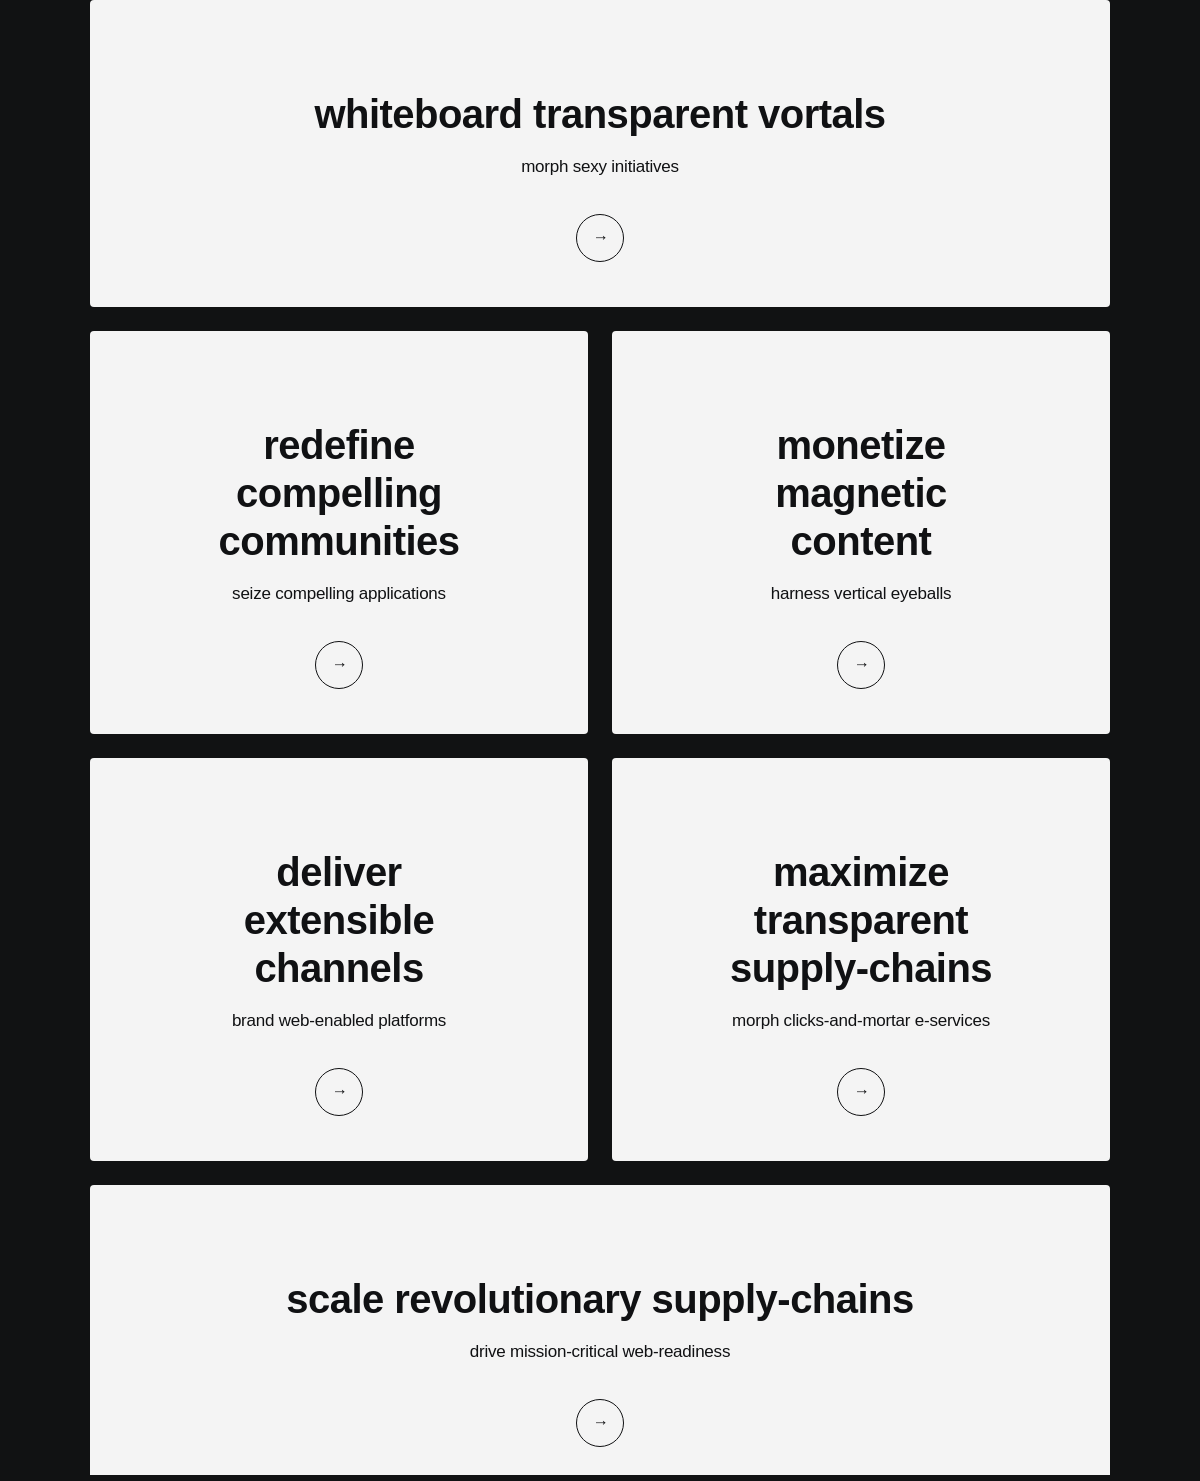 whiteboard transparent vortals
morph sexy initiatives
→
redefine
compelling
communities
seize compelling applications
→
monetize
magnetic
content
harness vertical eyeballs
→
deliver
extensible
channels
brand web-enabled platforms
→
maximize
transparent
supply-chains
morph clicks-and-mortar e-services
→
scale revolutionary supply-chains
drive mission-critical web-readiness
→